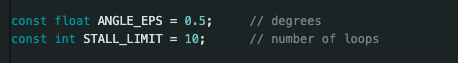 const float ANGLE_EPS = 0.5;     // degrees
const int STALL_LIMIT = 10;      // number of loops